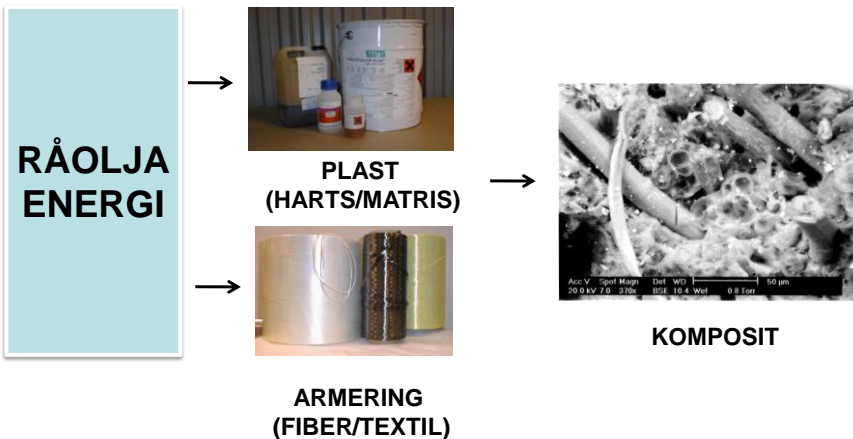 RÅOLJA
ENERGI
PLAST
(HARTS/MATRIS)
ARMERING
(FIBER/TEXTIL)
Acc.V Spot Magn Det WD 50 µm
20.0 kV 7.0 370x BSE 10.4 Wet 0.8 Torr
KOMPOSIT